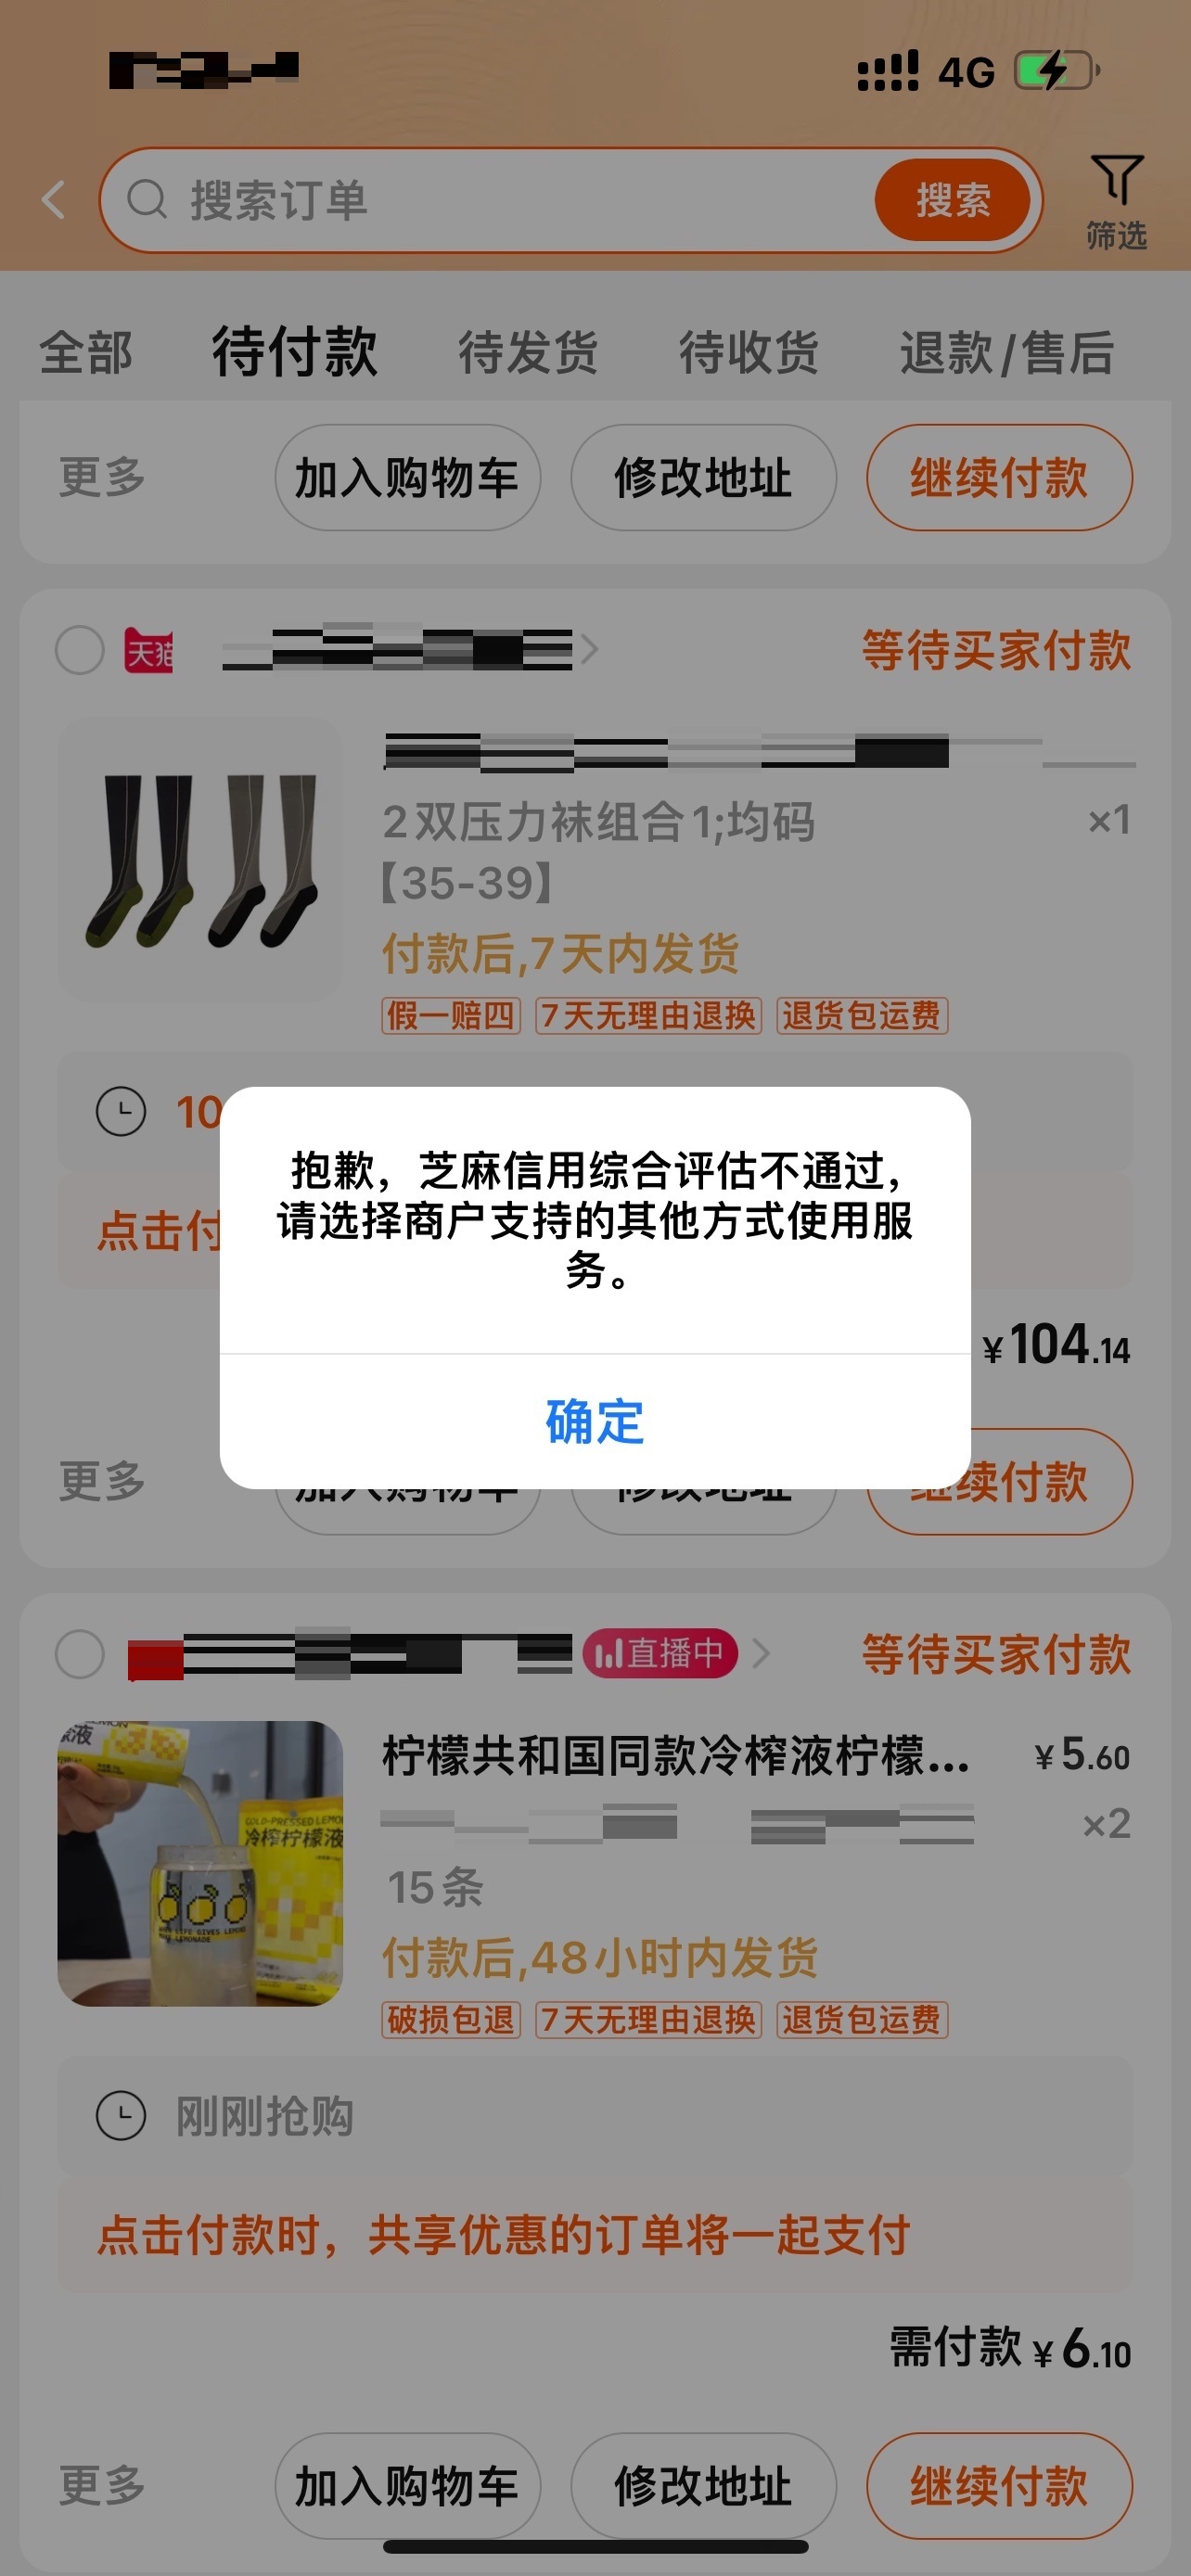 4G
搜索订单
搜索
筛选
全部
待付款
待发货
待收货
退款/售后
更多
加入购物车
修改地址
继续付款
天猫
等待买家付款
2双压力袜组合1;均码
×1
【35-39】
付款后,7天内发货
假一赔四
7天无理由退换
退货包运费
10
点击付
抱歉，芝麻信用综合评估不通过，
请选择商户支持的其他方式使用服
务。
¥104.14
确定
更多
加入购物车
修改地址
继续付款
直播中
等待买家付款
柠檬共和国同款冷榨液柠檬...
¥5.60
×2
15条
付款后,48小时内发货
破损包退
7天无理由退换
退货包运费
冷榨柠檬液
刚刚抢购
点击付款时，共享优惠的订单将一起支付
需付款 ¥6.10
更多
加入购物车
修改地址
继续付款